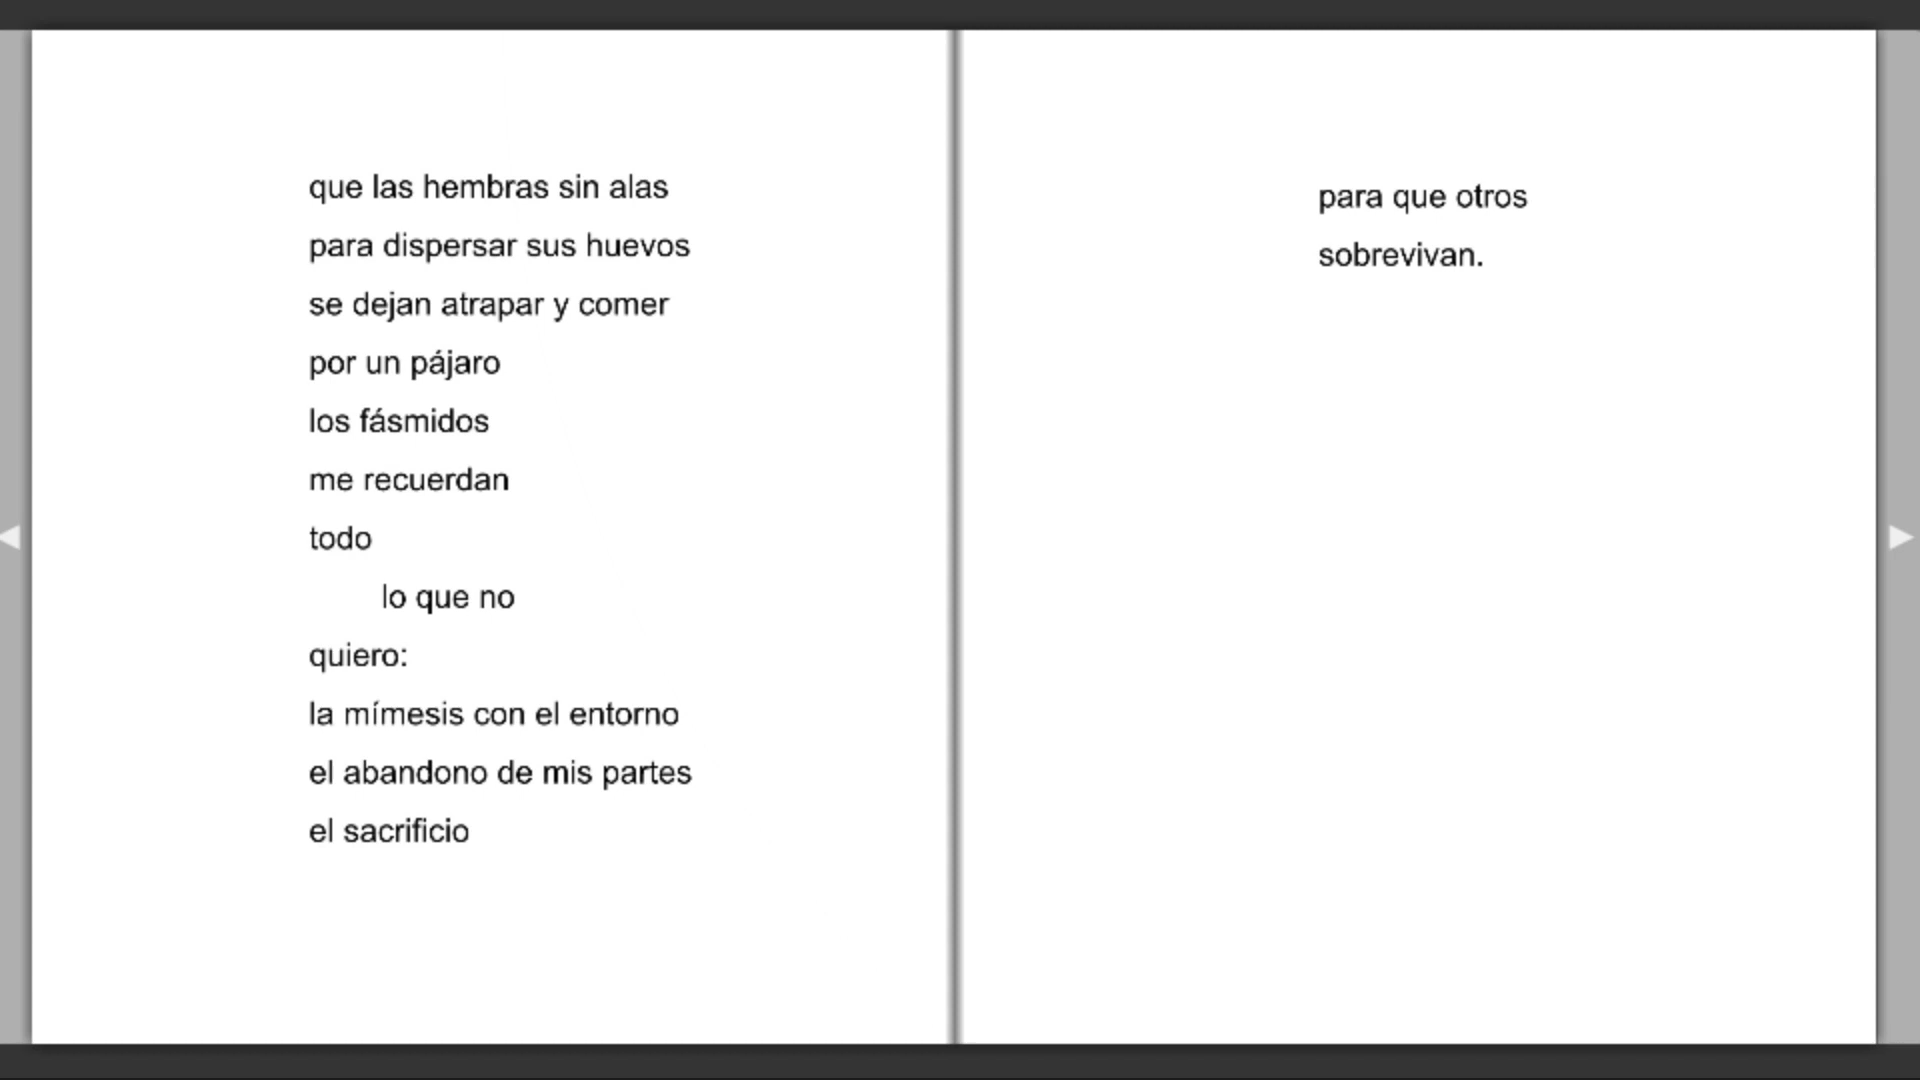 que las hembras sin alas
para dispersar sus huevos
se dejan atrapar y comer
por un pájaro
los fásmidos
me recuerdan
todo
lo que no
quiero:
la mímesis con el entorno
el abandono de mis partes
el sacrificio
para que otros
sobrevivan.